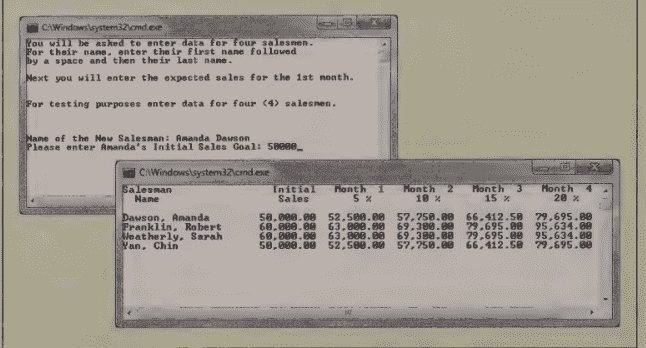 C:\Windows\system32\cmd.exe
You will be asked to enter data for four salesmen.
For their name, enter their first name followed
by a space and then their last name.
Next you will enter the expected sales for the 1st month.
For testing purposes enter data for four (4) salesmen.
Name of the New Salesman: Amanda Dawson
Please enter Amanda's Initial Sales Goal: 50000_
C:\Windows\system32\cmd.exe
Salesman Initial Month 1 Month 2 Month 3 Month 4
Name Sales 5 % 10 % 15 % 20 %
Dawson, Amanda 50,000.00 52,500.00 57,750.00 66,412.50 79,695.00
Franklin, Robert 60,000.00 63,000.00 69,300.00 79,695.00 95,634.00
Weatherly, Sarah 60,000.00 63,000.00 69,300.00 79,695.00 95,634.00
Yan, Chin 50,000.00 52,500.00 57,750.00 66,412.50 79,695.00